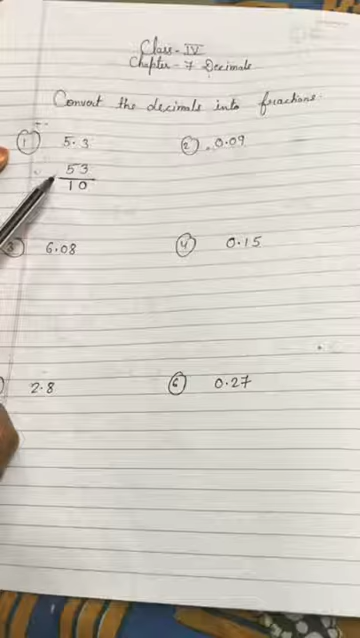 Class - IV
Chapter - 7 Decimals
Convert the decimals into fractions.
① 5.3 ② 0.09
53
10
③ 6.08 ④ 0.15
2.8 ⑥ 0.27